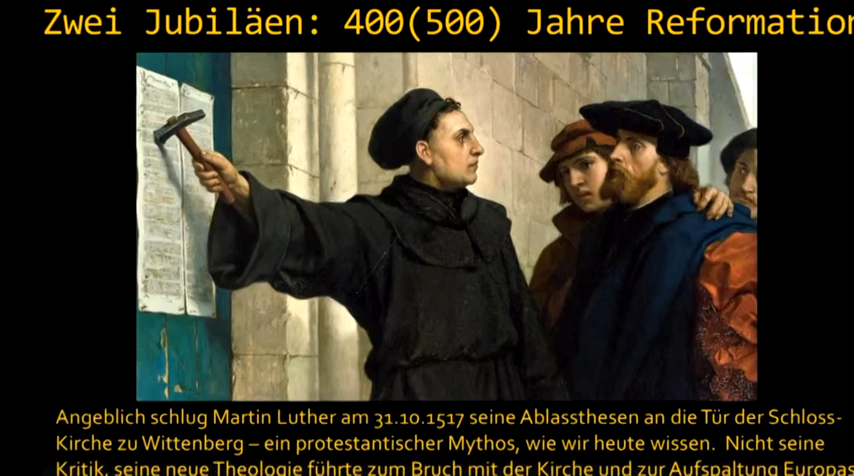 Zwei Jubiläen: 400(500) Jahre Reformation
Angeblich schlug Martin Luther am 31.10.1517 seine Ablassthesen an die Tür der Schloss-
Kirche zu Wittenberg – ein protestantischer Mythos, wie wir heute wissen. Nicht seine
Kritik, seine neue Theologie führte zum Bruch mit der Kirche und zur Aufspaltung Europas